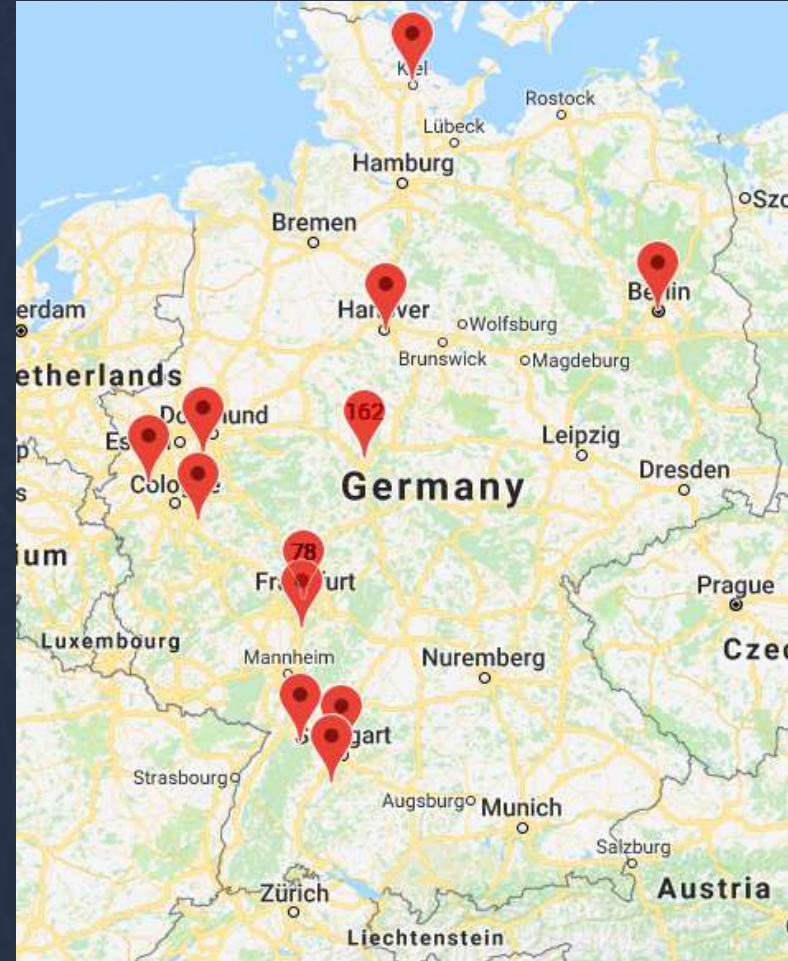 Kiel
Rostock
Lübeck
Hamburg
Szc
Bremen
Berlin
erdam
Hanover
Wolfsburg
Brunswick
Magdeburg
etherlands
Dortmund
162
Essen
Leipzig
p
Cologne
Germany
Dresden
s
ium
78
Frankfurt
Prague
Luxembourg
Mannheim
Nuremberg
Czec
Stuttgart
Strasbourg
Augsburg
Munich
Salzburg
Zürich
Austria
Liechtenstein